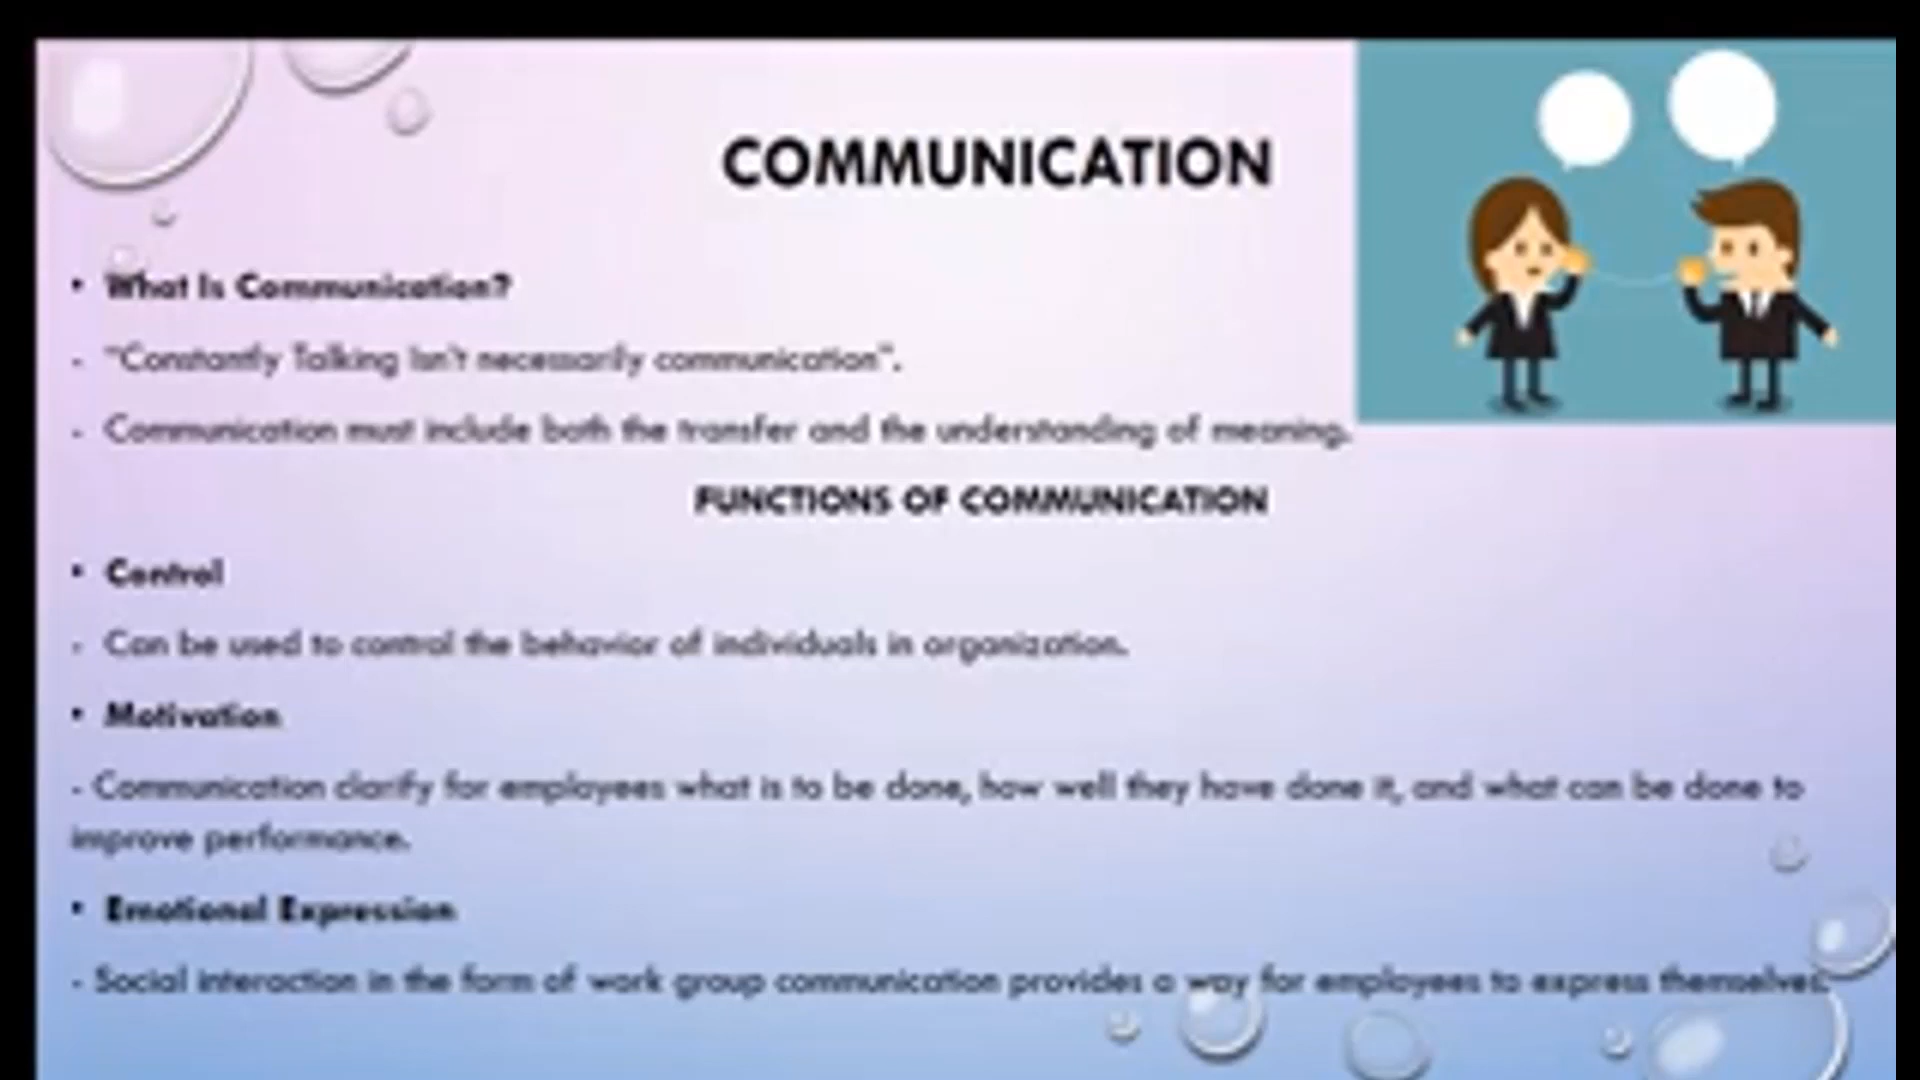 COMMUNICATION
• What Is Communication?
- "Constantly Talking Isn't necessarily communication".
- Communication must include both the transfer and the understanding of meaning.
FUNCTIONS OF COMMUNICATION
• Control
- Can be used to control the behavior of individuals in organization.
• Motivation
- Communication clarify for employees what is to be done, how well they have done it, and what can be done to
improve performance.
• Emotional Expression
- Social interaction in the form of work group communication provides a way for employees to express themselves.